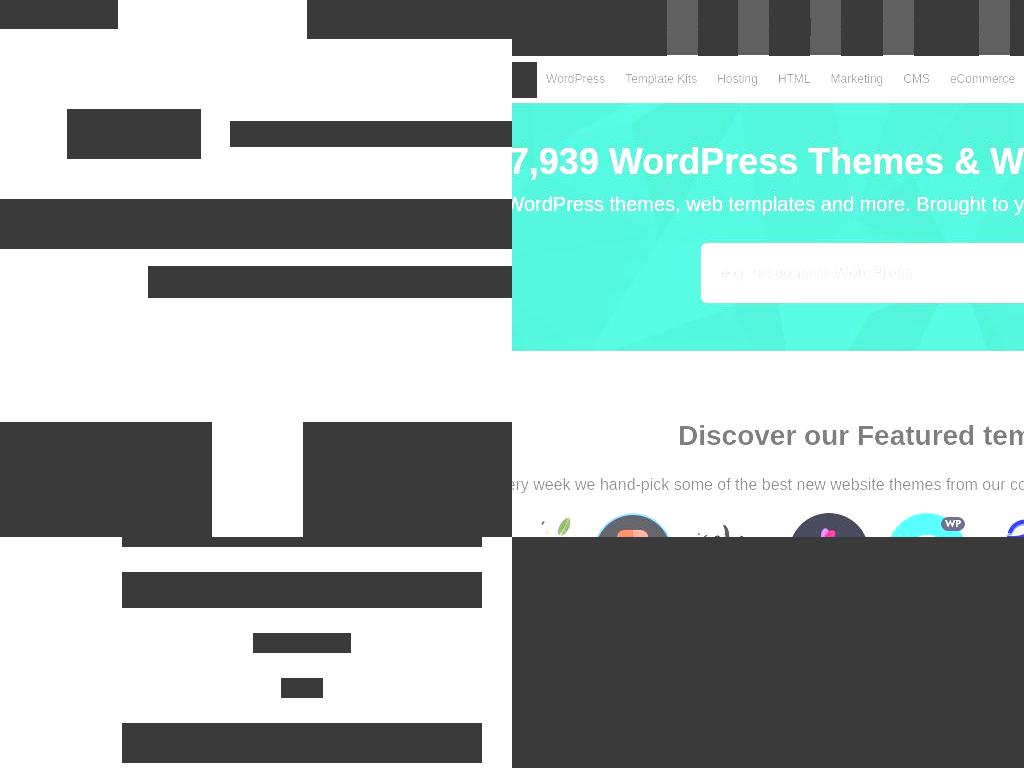 WordPress Template Kits Hosting HTML Marketing CMS eCommerce
7,939 WordPress Themes & W
WordPress themes, web templates and more. Brought to y
e.g. responsive WordPress
Discover our Featured tem
ery week we hand-pick some of the best new website themes from our co
WP